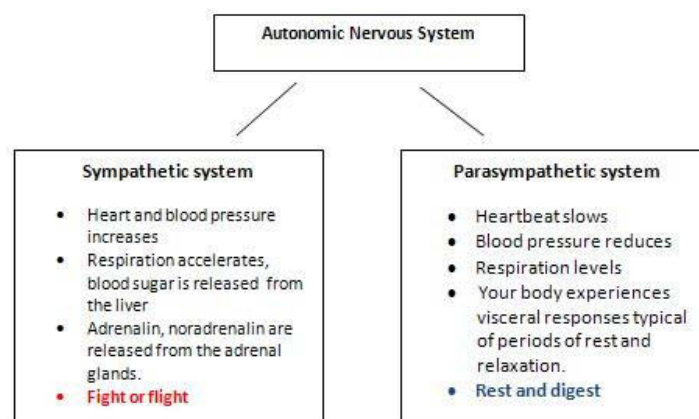 Autonomic Nervous System
Sympathetic system
• Heart and blood pressure
increases
• Respiration accelerates,
blood sugar is released from
the liver
• Adrenalin, noradrenalin are
released from the adrenal
glands.
• Fight or flight
Parasympathetic system
• Heartbeat slows
• Blood pressure reduces
• Respiration levels
• Your body experiences
visceral responses typical
of periods of rest and
relaxation.
• Rest and digest